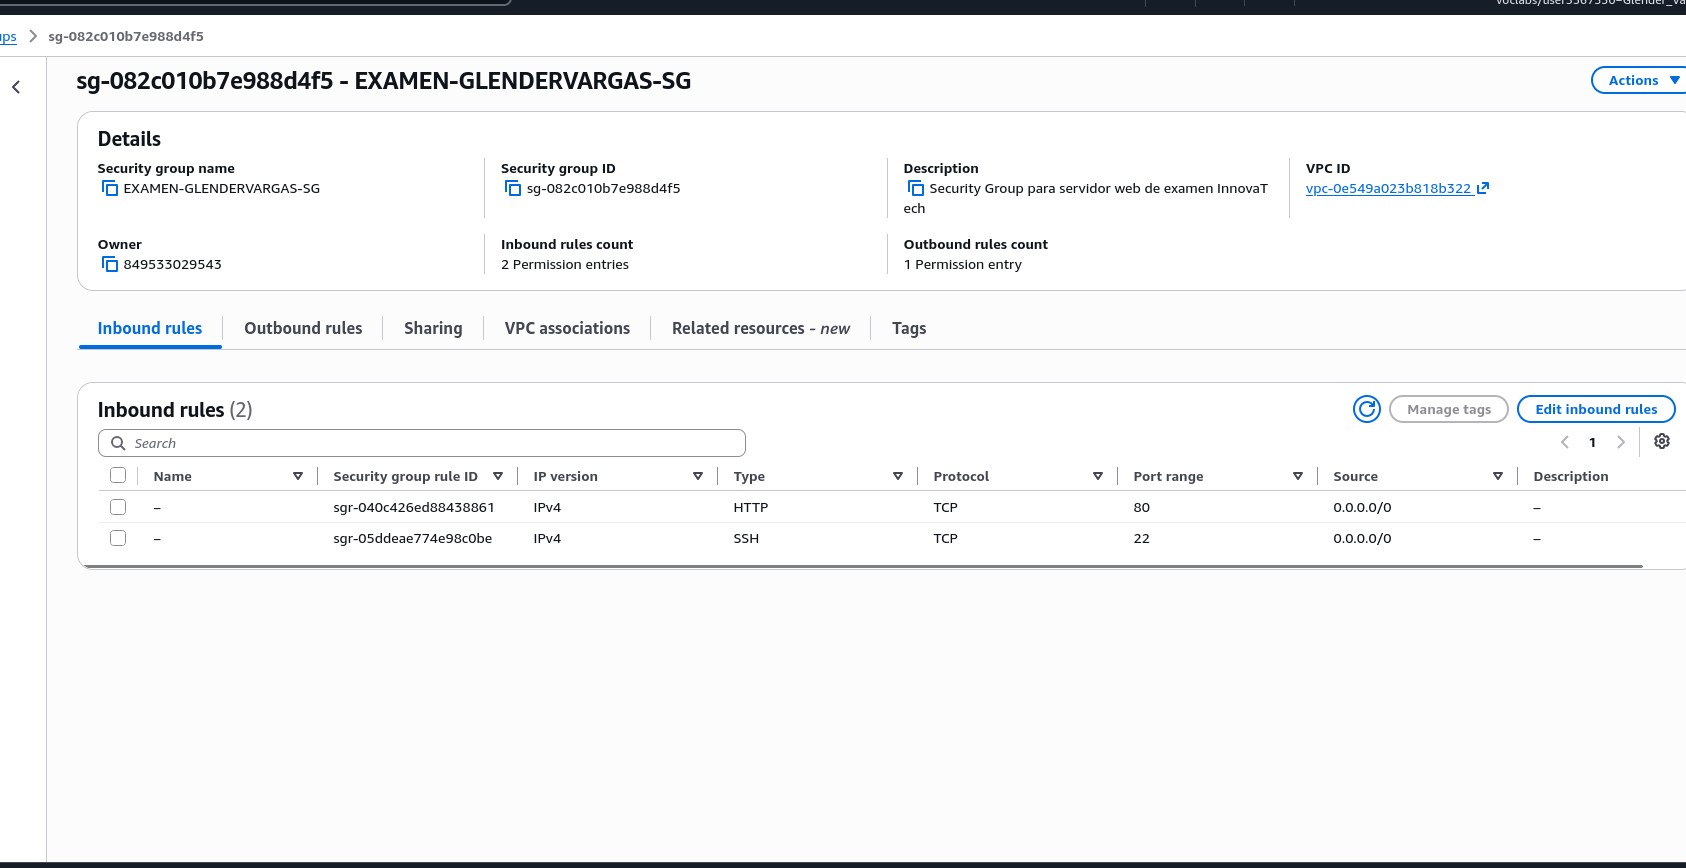 ups > sg-082c010b7e988d4f5
sg-082c010b7e988d4f5 - EXAMEN-GLENDERVARGAS-SG
Actions
Details
Security group name
EXAMEN-GLENDERVARGAS-SG
Security group ID
sg-082c010b7e988d4f5
Description
Security Group para servidor web de examen InnovaT
ech
VPC ID
vpc-0e549a023b818b322
Owner
849533029543
Inbound rules count
2 Permission entries
Outbound rules count
1 Permission entry
Inbound rules Outbound rules Sharing VPC associations Related resources - new Tags
Inbound rules (2)
Manage tags Edit inbound rules
Search
1
Name Security group rule ID IP version Type Protocol Port range Source Description
– sgr-040c426ed88438861 IPv4 HTTP TCP 80 0.0.0.0/0 –
– sgr-05ddeae774e98c0be IPv4 SSH TCP 22 0.0.0.0/0 –